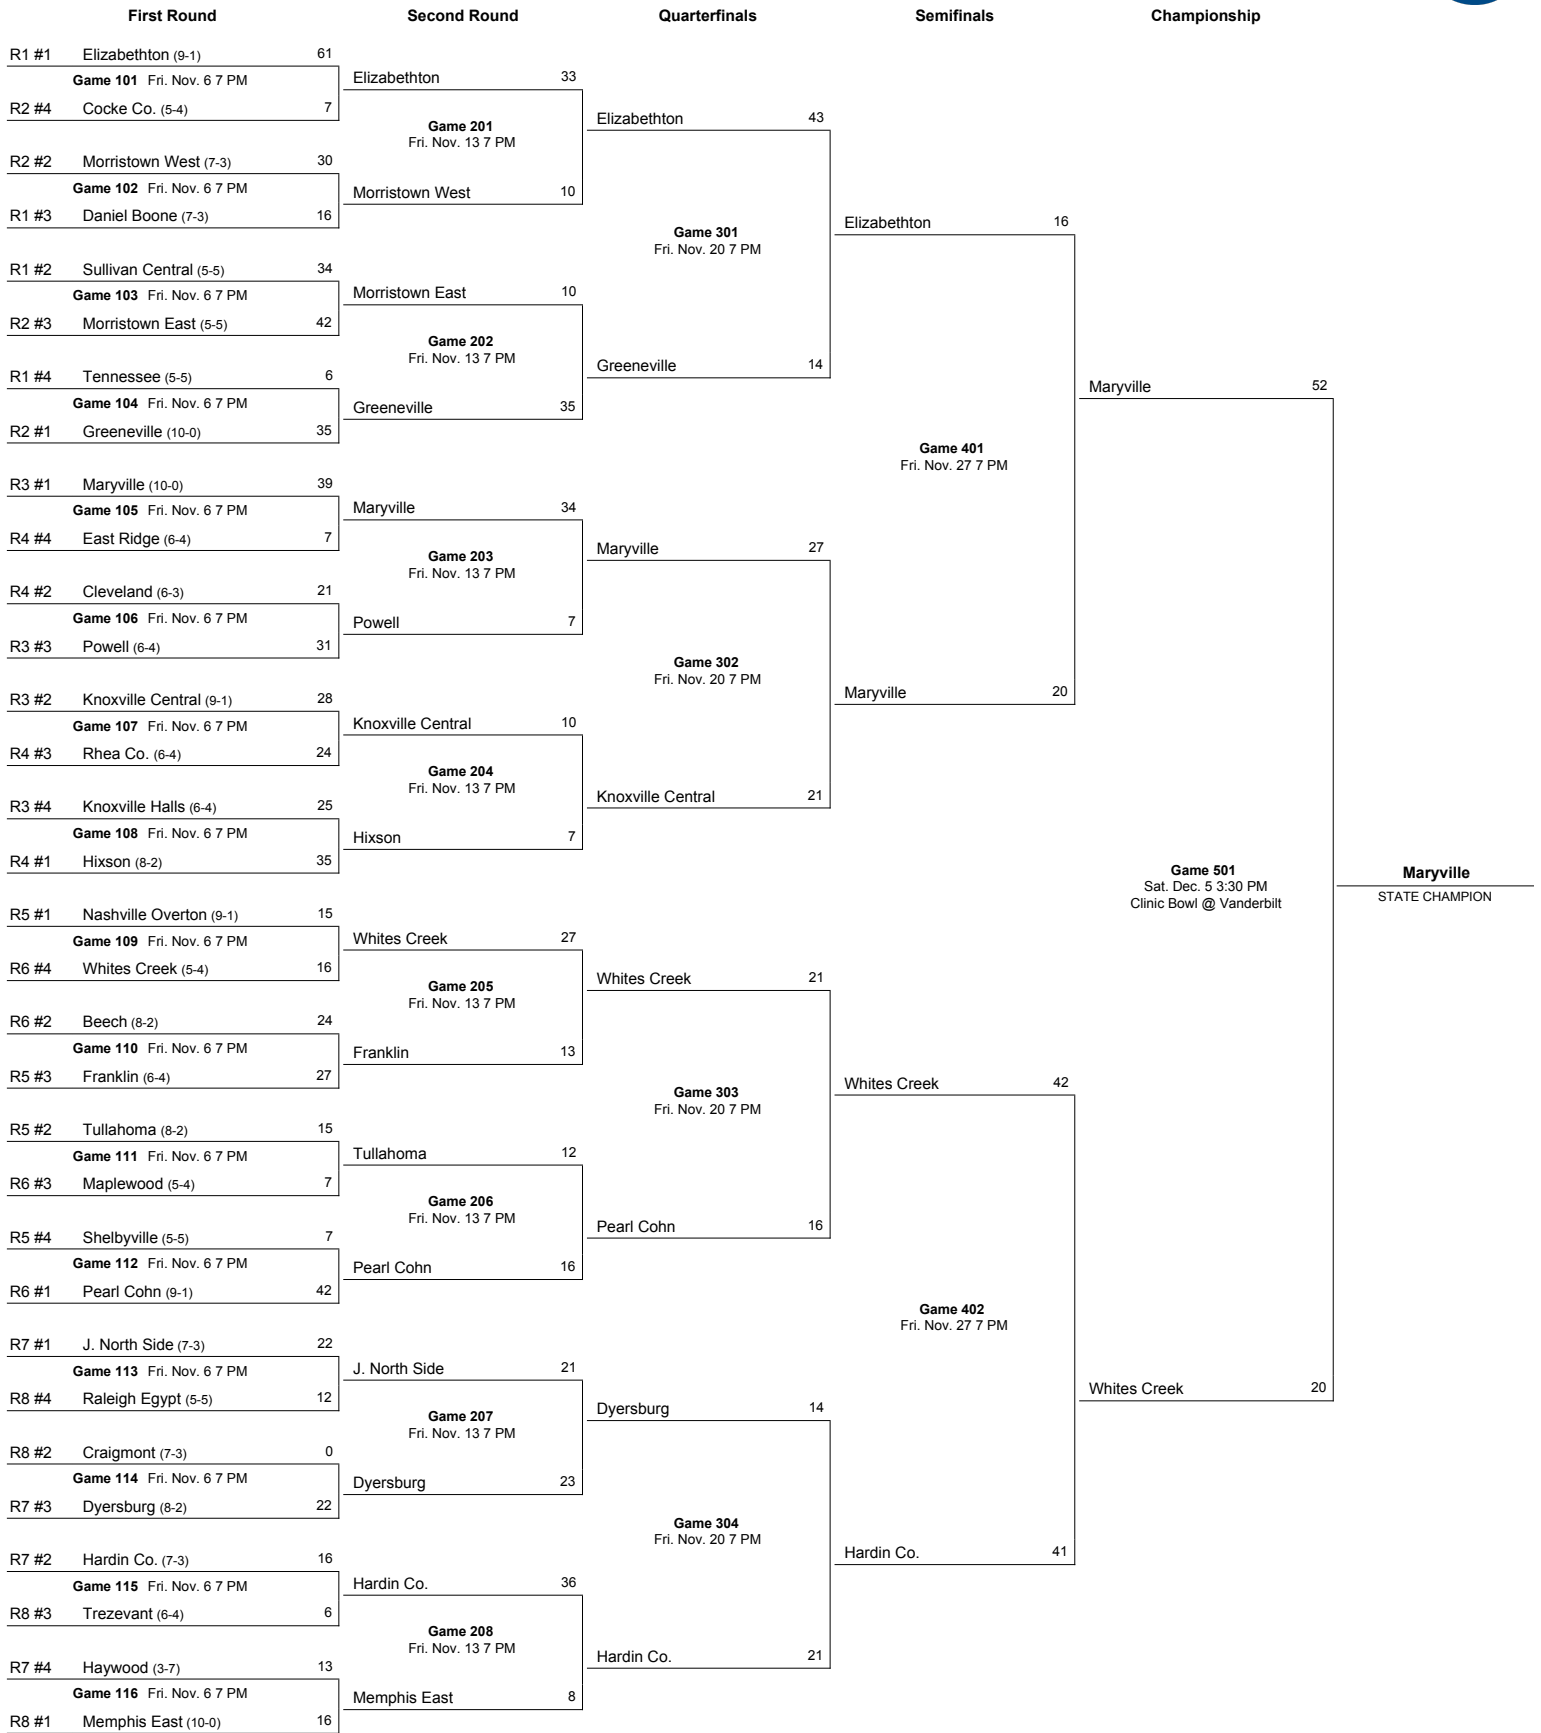 First Round Second Round Quarterfinals Semifinals Championship
R1 #1 Elizabethton (9-1) 61
Game 101 Fri. Nov. 6 7 PM
R2 #4 Cocke Co. (5-4) 7
R2 #2 Morristown West (7-3) 30
Game 102 Fri. Nov. 6 7 PM
R1 #3 Daniel Boone (7-3) 16
R1 #2 Sullivan Central (5-5) 34
Game 103 Fri. Nov. 6 7 PM
R2 #3 Morristown East (5-5) 42
R1 #4 Tennessee (5-5) 6
Game 104 Fri. Nov. 6 7 PM
R2 #1 Greeneville (10-0) 35
R3 #1 Maryville (10-0) 39
Game 105 Fri. Nov. 6 7 PM
R4 #4 East Ridge (6-4) 7
R4 #2 Cleveland (6-3) 21
Game 106 Fri. Nov. 6 7 PM
R3 #3 Powell (6-4) 31
R3 #2 Knoxville Central (9-1) 28
Game 107 Fri. Nov. 6 7 PM
R4 #3 Rhea Co. (6-4) 24
R3 #4 Knoxville Halls (6-4) 25
Game 108 Fri. Nov. 6 7 PM
R4 #1 Hixson (8-2) 35
R5 #1 Nashville Overton (9-1) 15
Game 109 Fri. Nov. 6 7 PM
R6 #4 Whites Creek (5-4) 16
R6 #2 Beech (8-2) 24
Game 110 Fri. Nov. 6 7 PM
R5 #3 Franklin (6-4) 27
R5 #2 Tullahoma (8-2) 15
Game 111 Fri. Nov. 6 7 PM
R6 #3 Maplewood (5-4) 7
R5 #4 Shelbyville (5-5) 7
Game 112 Fri. Nov. 6 7 PM
R6 #1 Pearl Cohn (9-1) 42
R7 #1 J. North Side (7-3) 22
Game 113 Fri. Nov. 6 7 PM
R8 #4 Raleigh Egypt (5-5) 12
R8 #2 Craigmont (7-3) 0
Game 114 Fri. Nov. 6 7 PM
R7 #3 Dyersburg (8-2) 22
R7 #2 Hardin Co. (7-3) 16
Game 115 Fri. Nov. 6 7 PM
R8 #3 Trezevant (6-4) 6
R7 #4 Haywood (3-7) 13
Game 116 Fri. Nov. 6 7 PM
R8 #1 Memphis East (10-0) 16
Elizabethton 33
Game 201
Fri. Nov. 13 7 PM
Morristown West 10
Morristown East 10
Game 202
Fri. Nov. 13 7 PM
Greeneville 35
Maryville 34
Game 203
Fri. Nov. 13 7 PM
Powell 7
Knoxville Central 10
Game 204
Fri. Nov. 13 7 PM
Hixson 7
Whites Creek 27
Game 205
Fri. Nov. 13 7 PM
Franklin 13
Tullahoma 12
Game 206
Fri. Nov. 13 7 PM
Pearl Cohn 16
J. North Side 21
Game 207
Fri. Nov. 13 7 PM
Dyersburg 23
Hardin Co. 36
Game 208
Fri. Nov. 13 7 PM
Memphis East 8
Elizabethton 43
Game 301
Fri. Nov. 20 7 PM
Greeneville 14
Maryville 27
Game 302
Fri. Nov. 20 7 PM
Knoxville Central 21
Whites Creek 21
Game 303
Fri. Nov. 20 7 PM
Pearl Cohn 16
Dyersburg 14
Game 304
Fri. Nov. 20 7 PM
Hardin Co. 21
Elizabethton 16
Game 401
Fri. Nov. 27 7 PM
Maryville 20
Whites Creek 42
Game 402
Fri. Nov. 27 7 PM
Hardin Co. 41
Maryville 52
Game 501
Sat. Dec. 5 3:30 PM
Clinic Bowl @ Vanderbilt
Whites Creek 20
Maryville
STATE CHAMPION